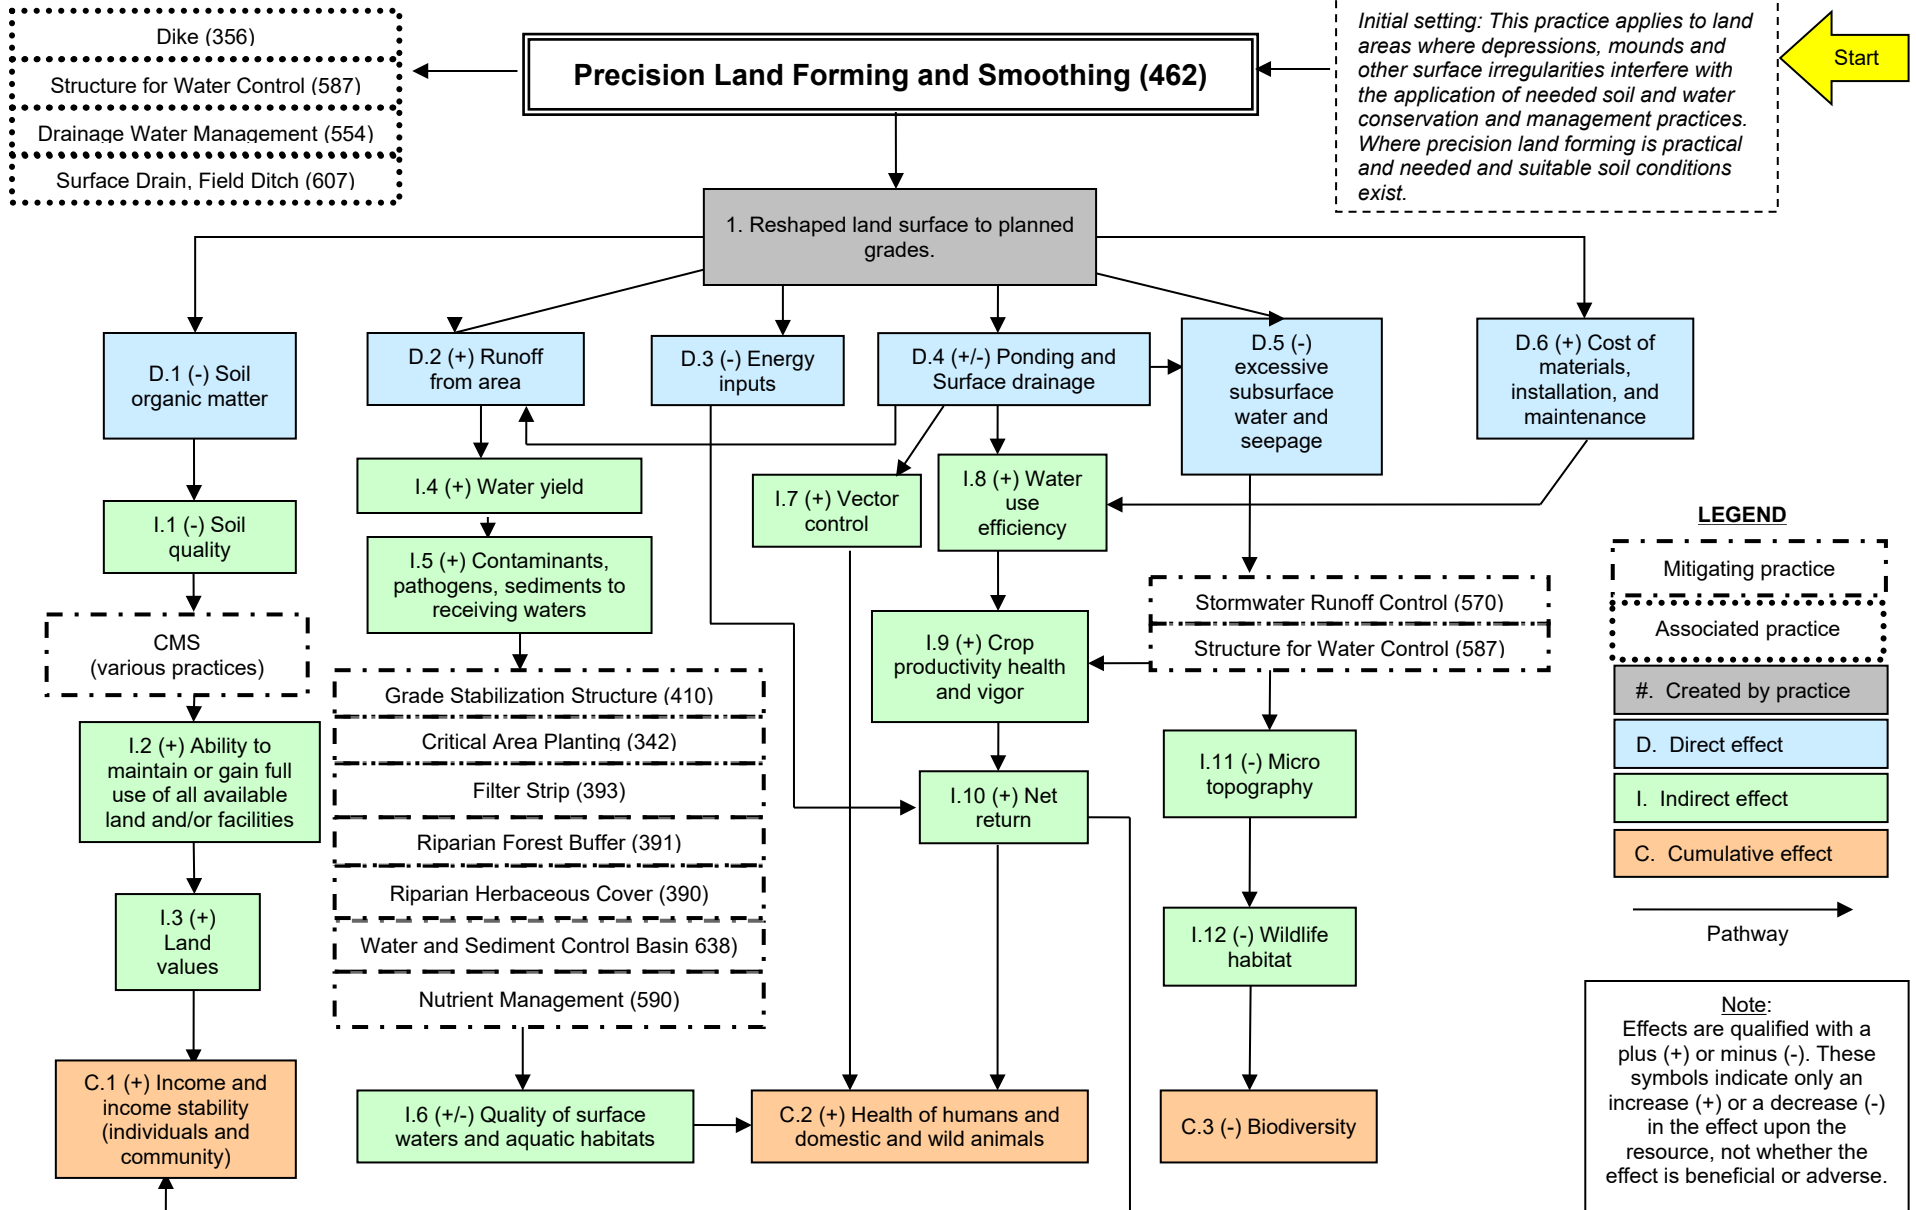 Dike (356)
Structure for Water Control (587)
Drainage Water Management (554)
Surface Drain, Field Ditch (607)
Precision Land Forming and Smoothing (462)
Initial setting: This practice applies to land
areas where depressions, mounds and
other surface irregularities interfere with
the application of needed soil and water
conservation and management practices.
Where precision land forming is practical
and needed and suitable soil conditions
exist.
Start
1. Reshaped land surface to planned
grades.
D.1 (-) Soil
organic matter
D.2 (+) Runoff
from area
D.3 (-) Energy
inputs
D.4 (+/-) Ponding and
Surface drainage
D.5 (-)
excessive
subsurface
water and
seepage
D.6 (+) Cost of
materials,
installation, and
maintenance
I.1 (-) Soil
quality
I.4 (+) Water yield
I.5 (+) Contaminants,
pathogens, sediments to
receiving waters
I.7 (+) Vector
control
I.8 (+) Water
use
efficiency
I.9 (+) Crop
productivity health
and vigor
Stormwater Runoff Control (570)
Structure for Water Control (587)
CMS
(various practices)
I.2 (+) Ability to
maintain or gain full
use of all available
land and/or facilities
I.3 (+)
Land
values
Grade Stabilization Structure (410)
Critical Area Planting (342)
Filter Strip (393)
Riparian Forest Buffer (391)
Riparian Herbaceous Cover (390)
Water and Sediment Control Basin 638)
Nutrient Management (590)
I.10 (+) Net
return
I.11 (-) Micro
topography
I.12 (-) Wildlife
habitat
C.1 (+) Income and
income stability
(individuals and
community)
I.6 (+/-) Quality of surface
waters and aquatic habitats
C.2 (+) Health of humans and
domestic and wild animals
C.3 (-) Biodiversity
LEGEND
Mitigating practice
Associated practice
#. Created by practice
D. Direct effect
I. Indirect effect
C. Cumulative effect
Pathway
Note:
Effects are qualified with a
plus (+) or minus (-). These
symbols indicate only an
increase (+) or a decrease (-)
in the effect upon the
resource, not whether the
effect is beneficial or adverse.